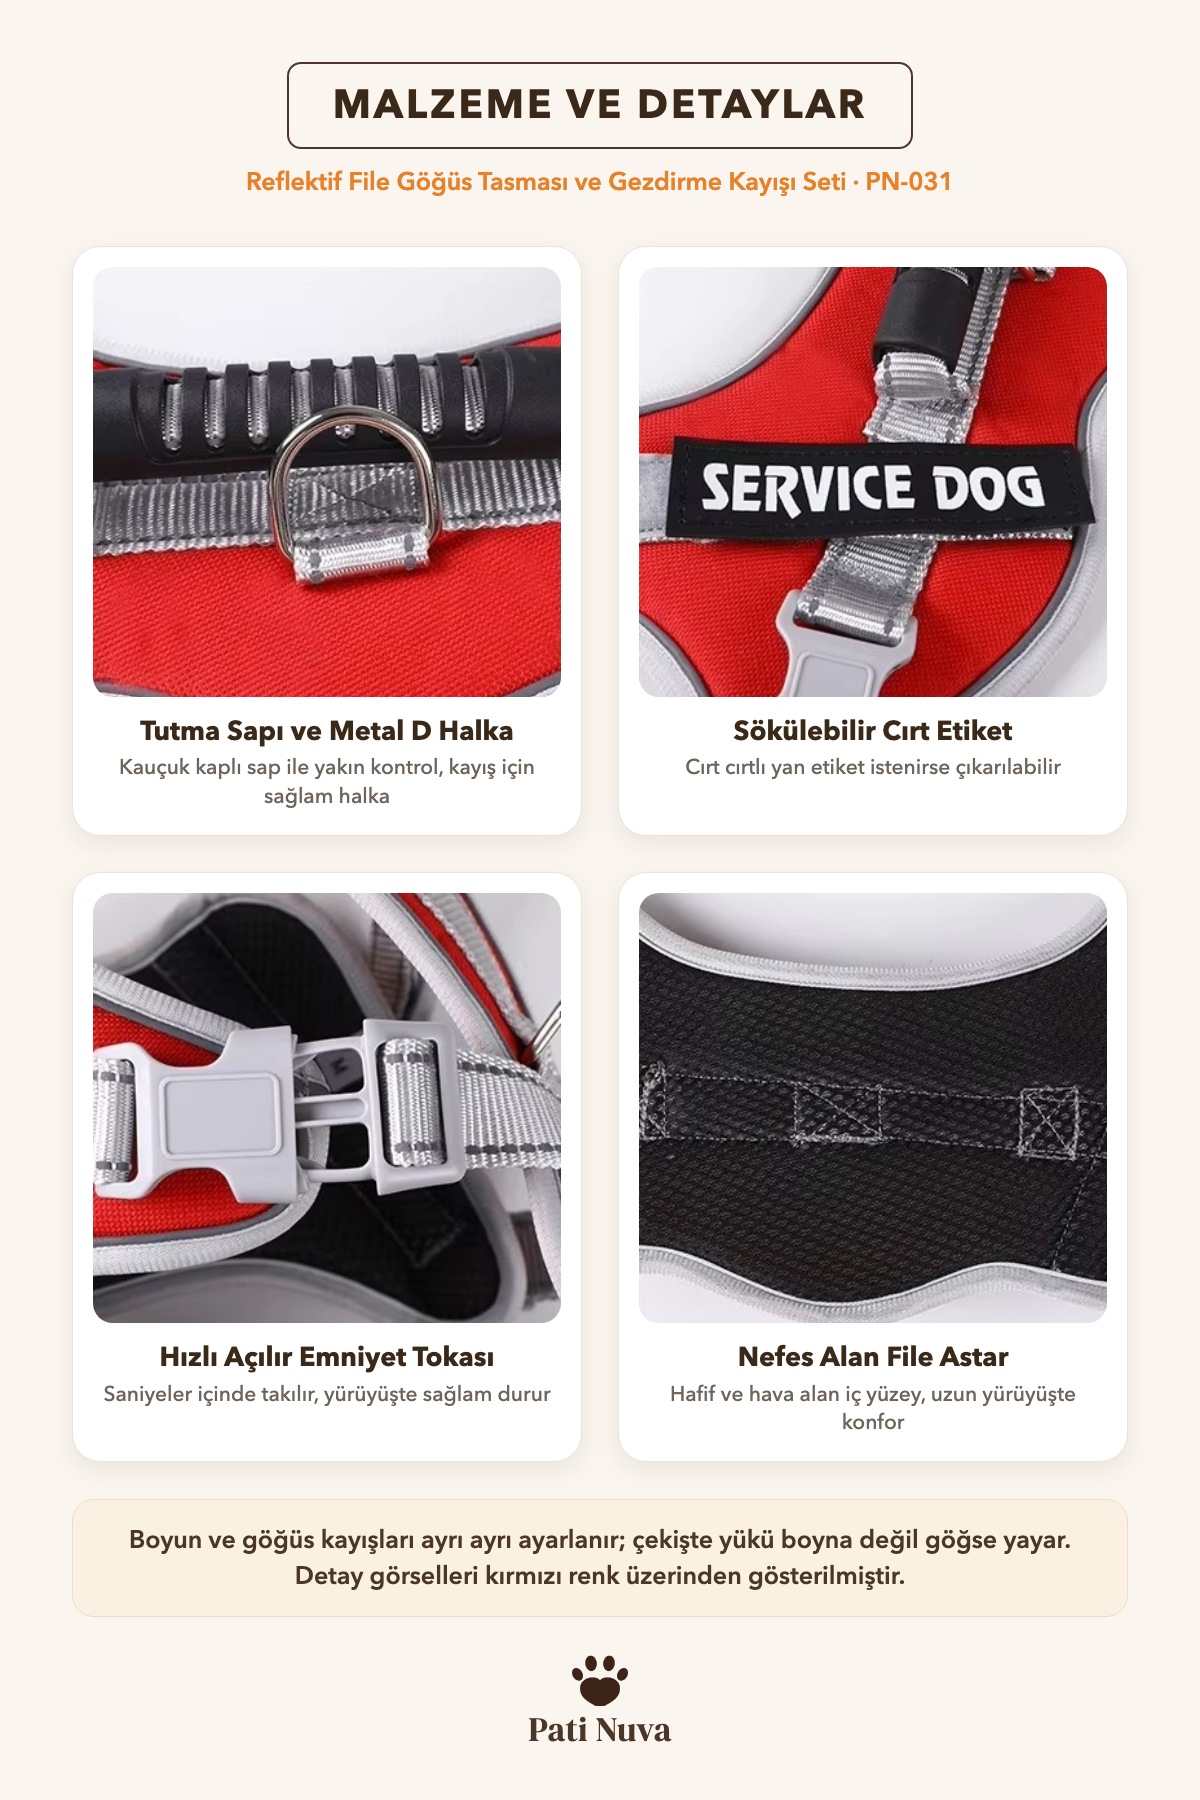 MALZEME VE DETAYLAR
Reflektif File Göğüs Tasması ve Gezdirme Kayışı Seti · PN-031
SERVICE DOG
Tutma Sapı ve Metal D Halka
Kauçuk kaplı sap ile yakın kontrol, kayış için
sağlam halka
Sökülebilir Cırt Etiket
Cırt cırtlı yan etiket istenirse çıkarılabilir
M
Hızlı Açılır Emniyet Tokası
Saniyeler içinde takılır, yürüyüşte sağlam durur
Nefes Alan File Astar
Hafif ve hava alan iç yüzey, uzun yürüyüşte
konfor
Boyun ve göğüs kayışları ayrı ayrı ayarlanır; çekişte yükü boyna değil göğse yayar.
Detay görselleri kırmızı renk üzerinden gösterilmiştir.
Pati Nuva